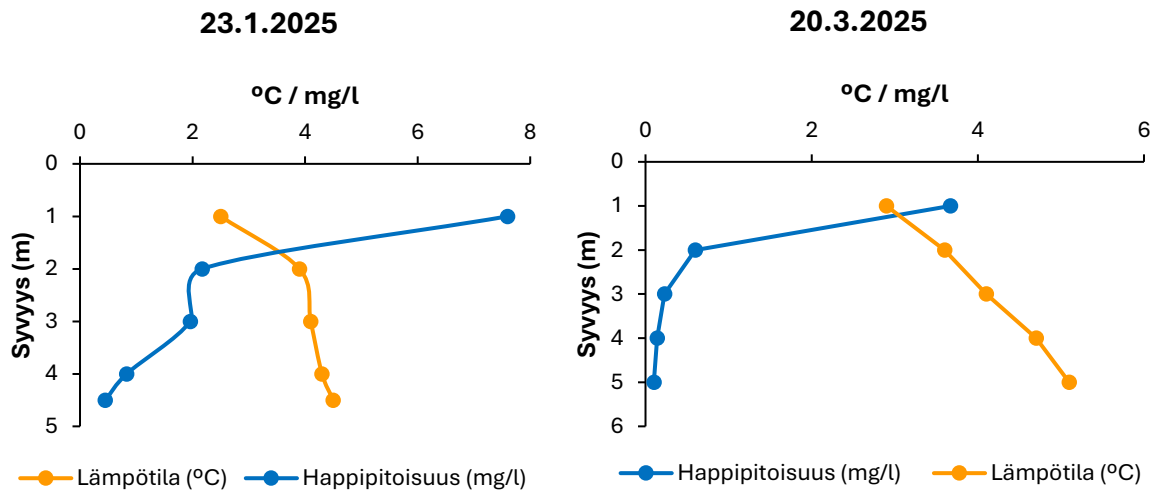 23.1.2025
ºC / mg/l
0 2 4 6 8
0
1
2
3
4
5
Syvyys (m)
Lämpötila (ºC) Happipitoisuus (mg/l)
20.3.2025
ºC / mg/l
0 2 4 6
0
1
2
3
4
5
6
Syvyys (m)
Happipitoisuus (mg/l) Lämpötila (ºC)